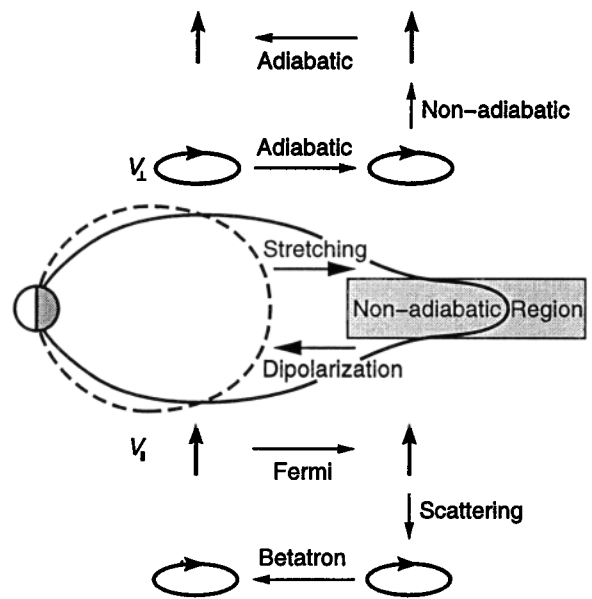 Adiabatic
Non-adiabatic
V⊥
Adiabatic
Stretching
Non-adiabatic Region
Dipolarization
V∥
Fermi
Scattering
Betatron